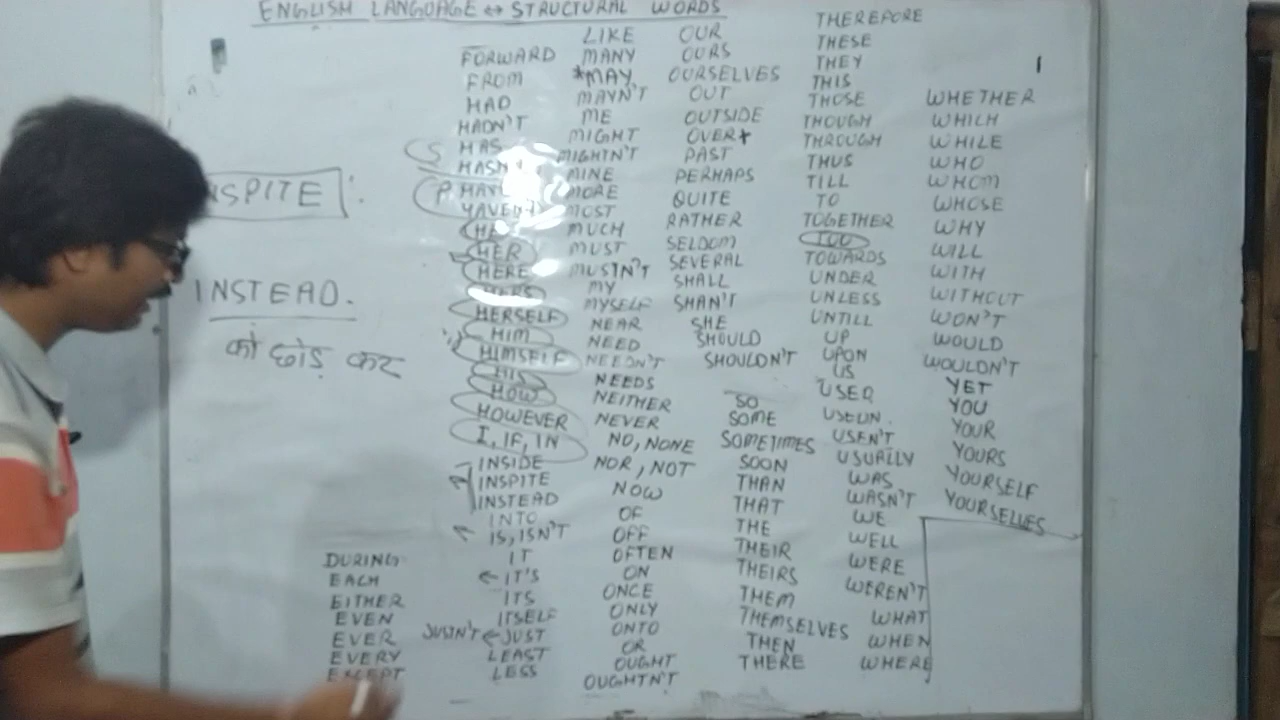 ENGLISH LANGUAGE ↔ STRUCTURAL WORDS
INSPITE :
INSTEAD.
को छोड़ कर
DURING
EACH
EITHER
EVEN
EVER
EVERY
EXCEPT
FORWARD
FROM
HAD
HADN'T
S HAS
HASN'T
P
HER
HERE
HERS
HERSELF
HIM
HIMSELF
HIS
HOW
HOWEVER
I, IF, IN
INSIDE
INSPITE
INSTEAD
INTO
IS, ISN'T
IT
← IT'S
ITS
ITSELF
JUSTN'T ← JUST
LEAST
LESS
LIKE
MANY
*MAY
MAYN'T
ME
MIGHT
MIGHTN'T
MINE
MORE
MOST
MUCH
MUST
MUSTN'T
MY
MYSELF
NEAR
NEED
NEEDN'T
NEEDS
NEITHER
NEVER
NO, NONE
NOR, NOT
NOW
OF
OFF
OFTEN
ON
ONCE
ONLY
ONTO
OR
OUGHT
OUGHTN'T
OUR
OURS
OURSELVES
OUT
OUTSIDE
OVER
PAST
PERHAPS
QUITE
RATHER
SELDOM
SEVERAL
SHALL
SHAN'T
SHE
SHOULD
SHOULDN'T
SO
SOME
SOMETIMES
SOON
THAN
THAT
THE
THEIR
THEIRS
THEM
THEMSELVES
THEN
THERE
THEREFORE
THESE
THEY
THIS
THOSE
THOUGH
THROUGH
THUS
TILL
TO
TOGETHER
TOO
TOWARDS
UNDER
UNLESS
UNTILL
UP
UPON
US
USED
USEN'T
USUALLY
WAS
WASN'T
WE
WELL
WERE
WEREN'T
WHAT
WHEN
WHERE
WHETHER
WHICH
WHILE
WHO
WHOM
WHOSE
WHY
WILL
WITH
WITHOUT
WON'T
WOULD
WOULDN'T
YET
YOU
YOUR
YOURS
YOURSELF
YOURSELVES